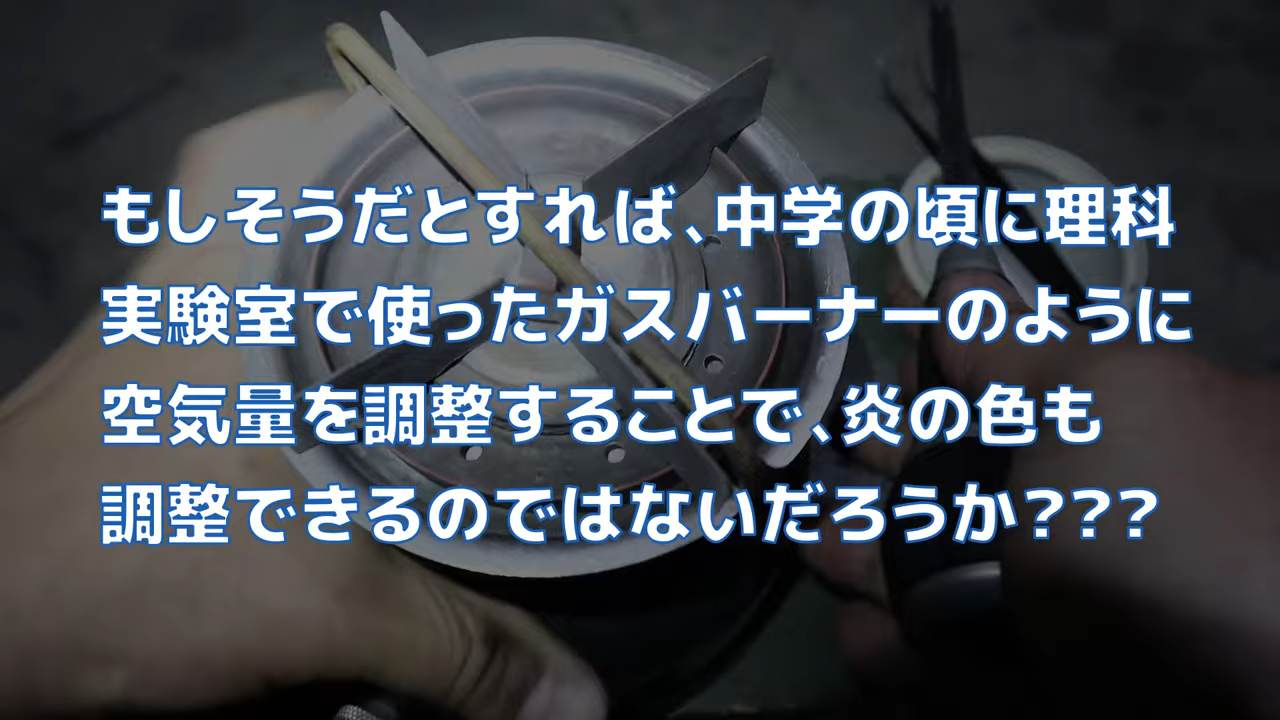 もしそうだとすれば、中学の頃に理科
実験室で使ったガスバーナーのように
空気量を調整することで、炎の色も
調整できるのではないだろうか???